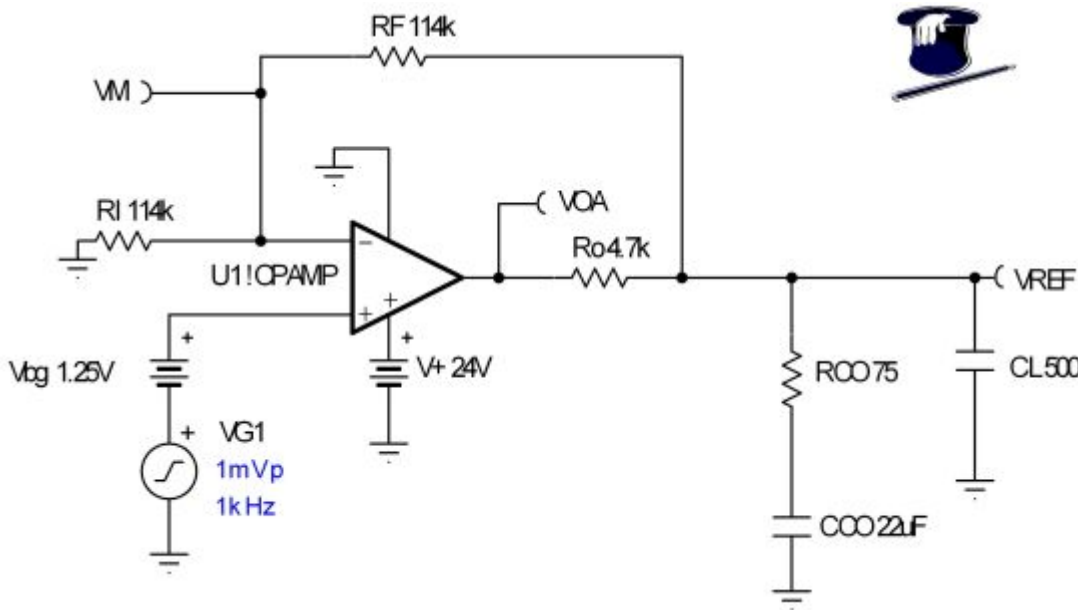 RF 114k
VM
RI 114k
VOA
Ro 4.7k
U1 !OPAMP
VREF
Vbg 1.25V
V+ 24V
RCO 75
CL 500
VG1
1mVp
1kHz
CCO 22uF